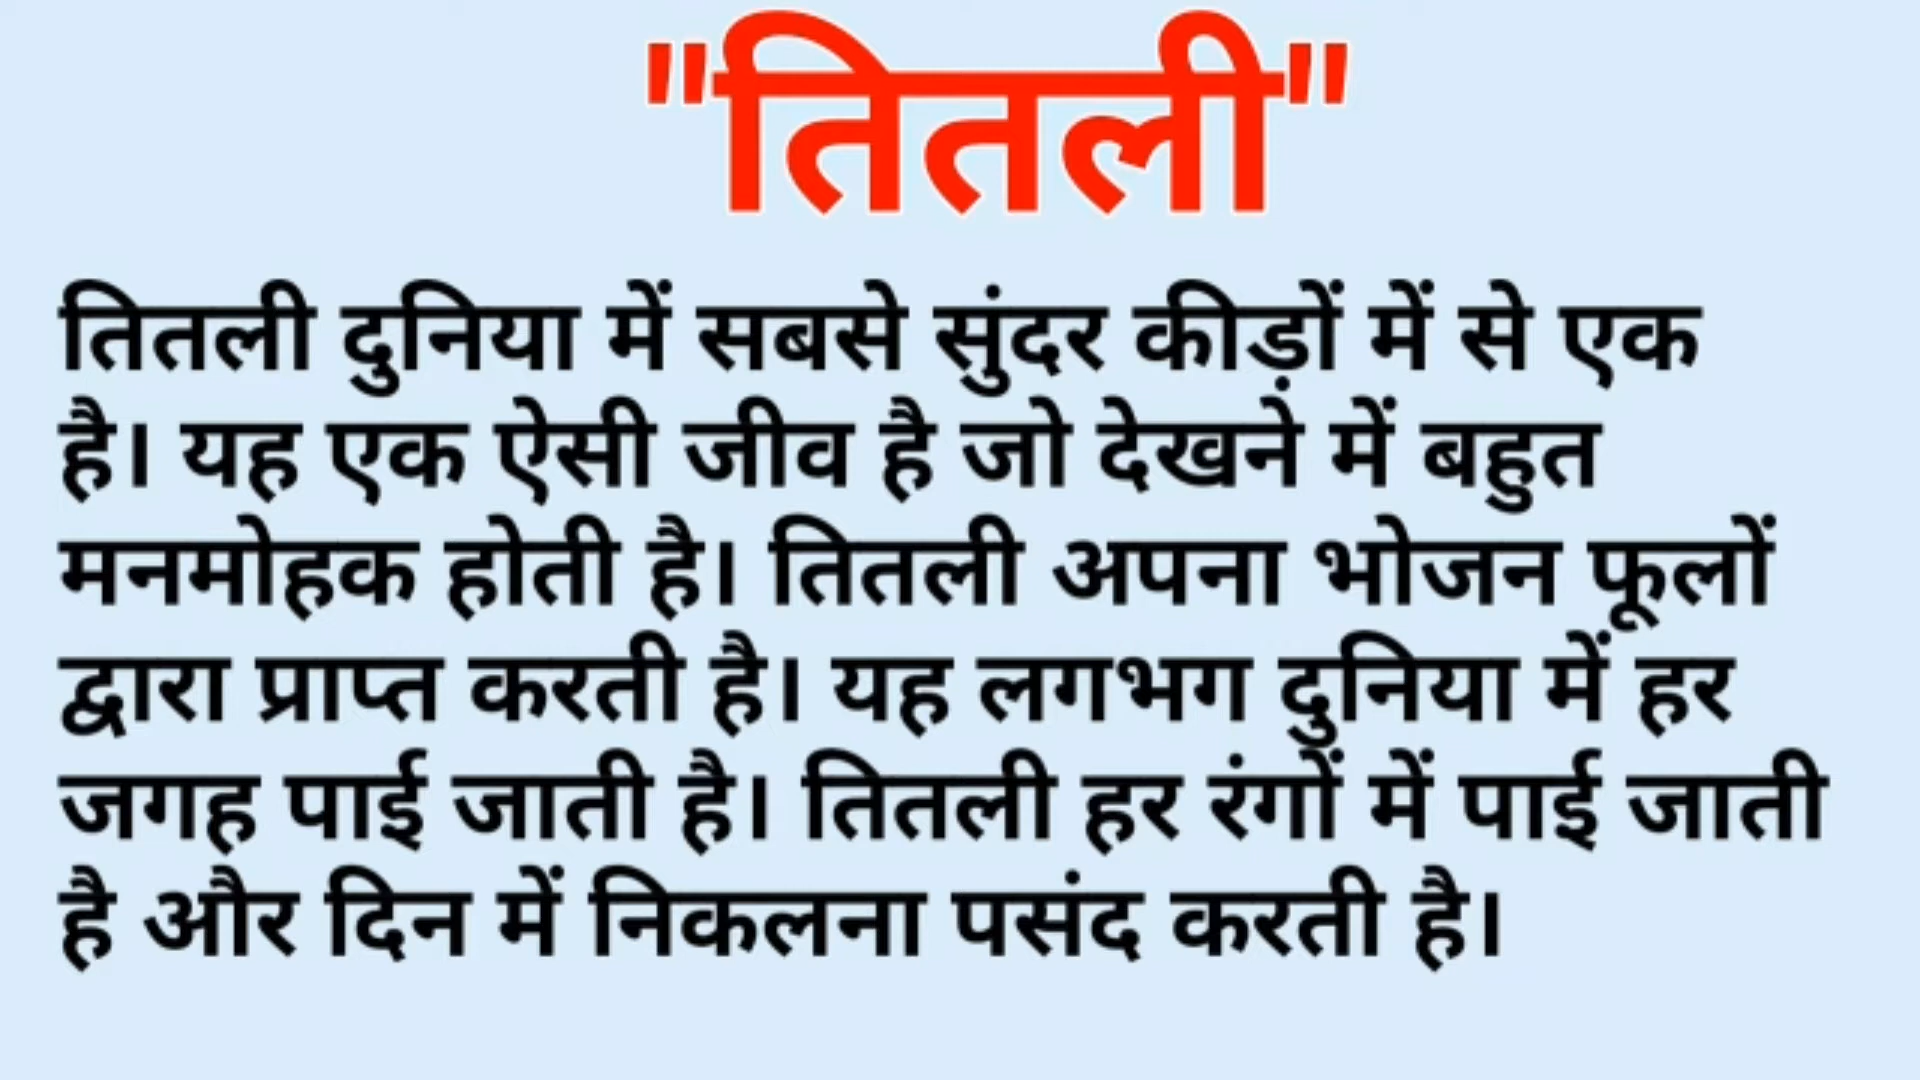 "तितली"
तितली दुनिया में सबसे सुंदर कीड़ों में से एक
है। यह एक ऐसी जीव है जो देखने में बहुत
मनमोहक होती है। तितली अपना भोजन फूलों
द्वारा प्राप्त करती है। यह लगभग दुनिया में हर
जगह पाई जाती है। तितली हर रंगों में पाई जाती
है और दिन में निकलना पसंद करती है।